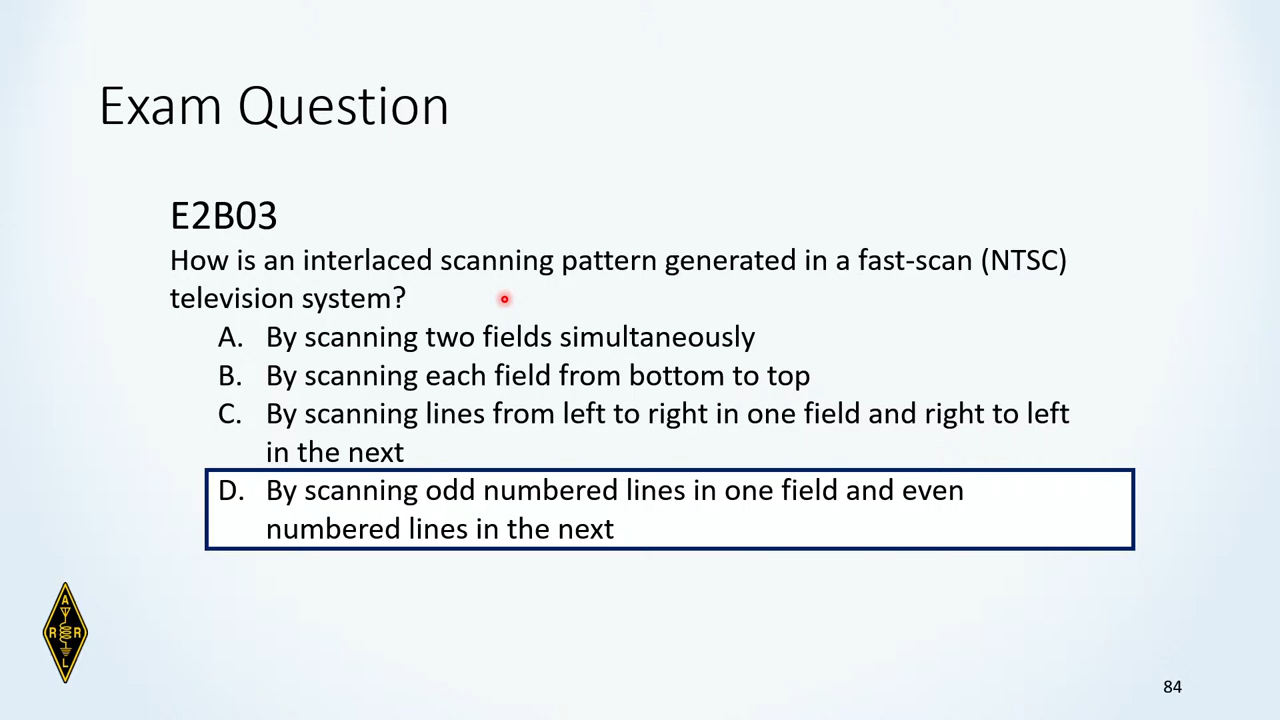 Exam Question
E2B03
How is an interlaced scanning pattern generated in a fast-scan (NTSC)
television system?
A. By scanning two fields simultaneously
B. By scanning each field from bottom to top
C. By scanning lines from left to right in one field and right to left
in the next
D. By scanning odd numbered lines in one field and even
numbered lines in the next
A
R R
L
84